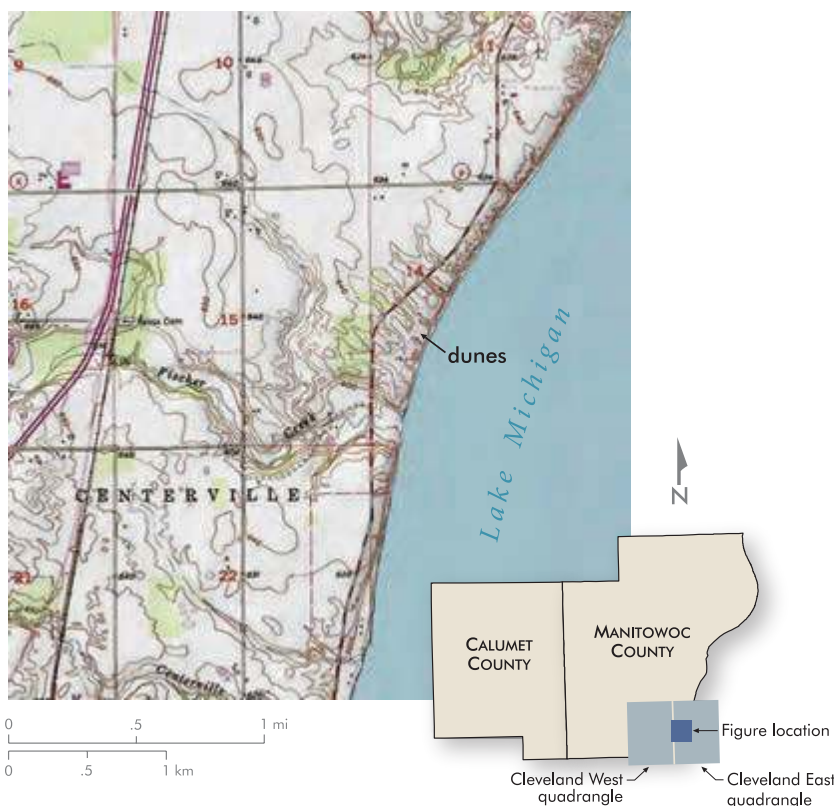 9
10
14
16
15
Fischer
Creek
dunes
Lake Michigan
CENTERVILLE
21
22
Centerville
N
CALUMET
COUNTY
MANITOWOC
COUNTY
0 .5 1 mi
0 .5 1 km
Figure location
Cleveland West
quadrangle
Cleveland East
quadrangle